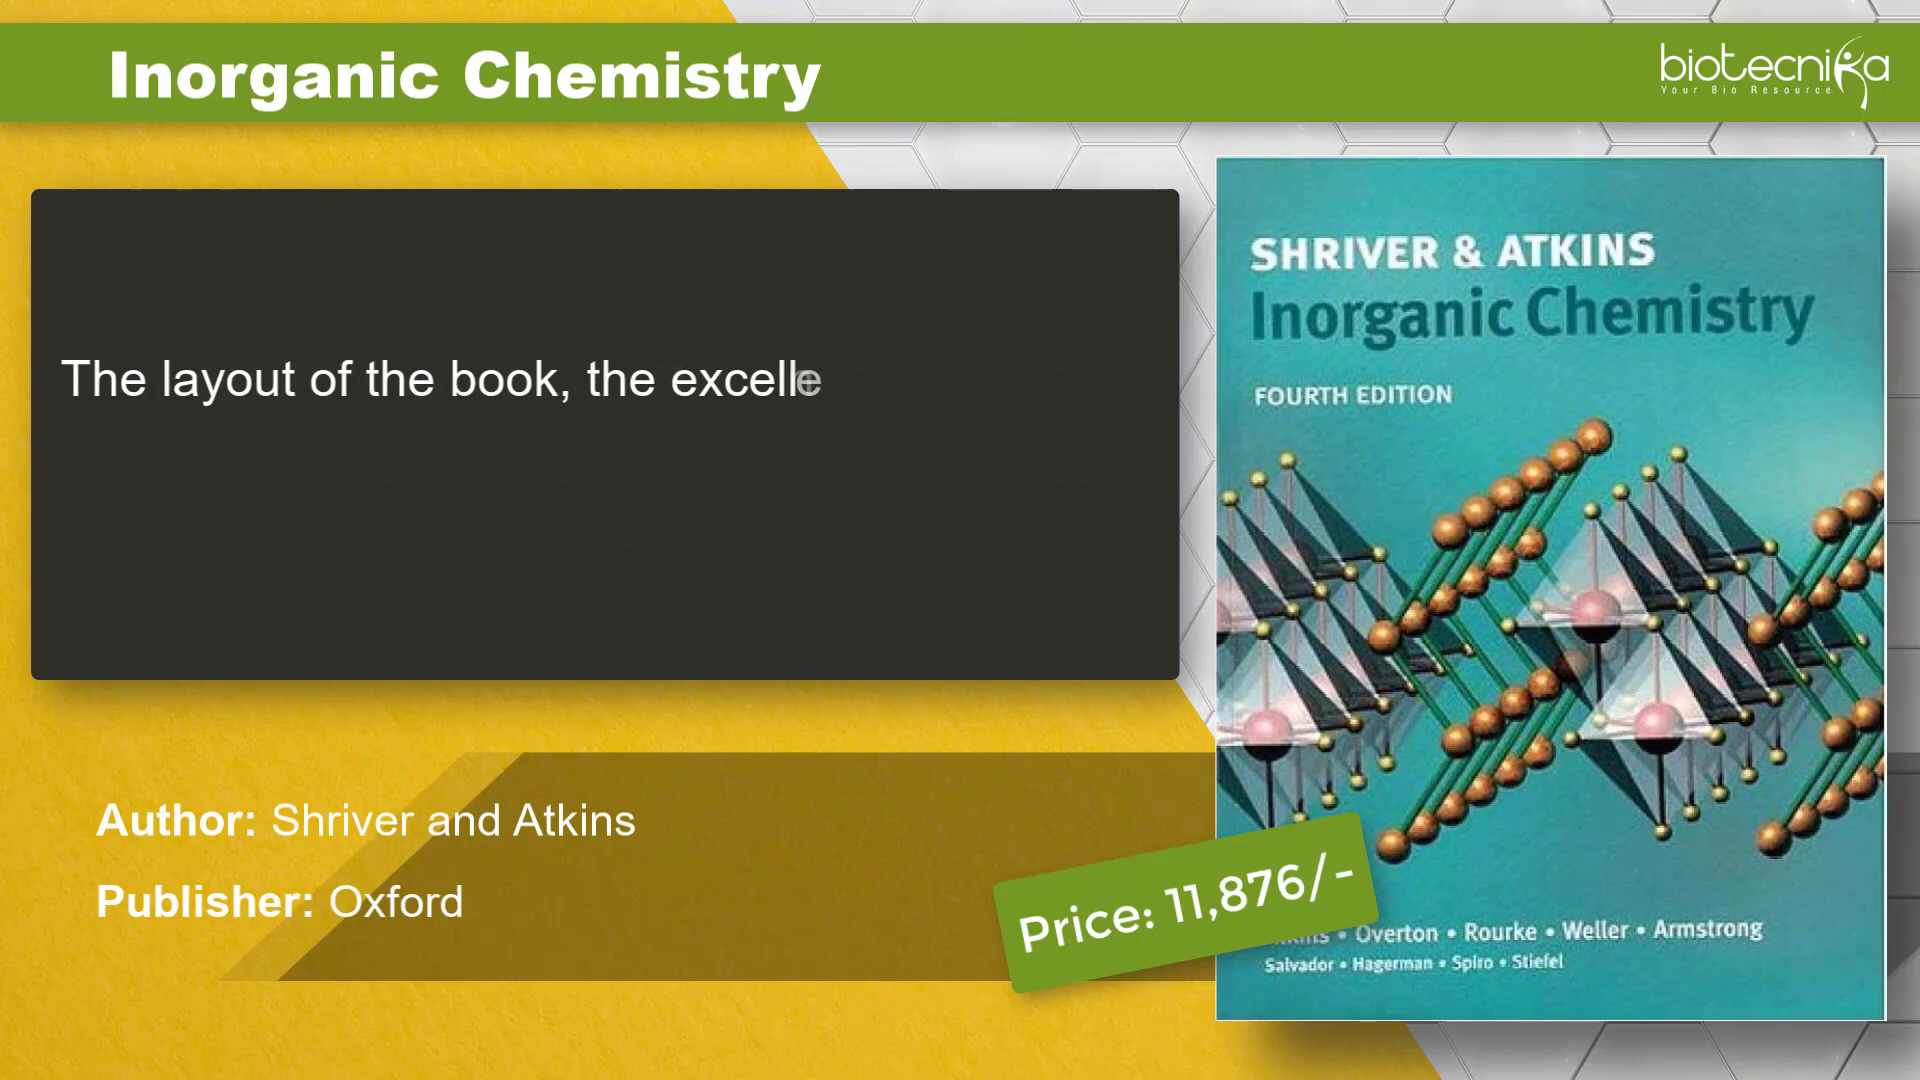 Inorganic Chemistry
biotecnika
Your Bio Resource
The layout of the book, the excelle
SHRIVER & ATKINS
Inorganic Chemistry
FOURTH EDITION
Author: Shriver and Atkins
Publisher: Oxford
Price: 11,876/-
• Overton • Rourke • Weller • Armstrong
Salvador • Hagerman • Spiro • Stiefel